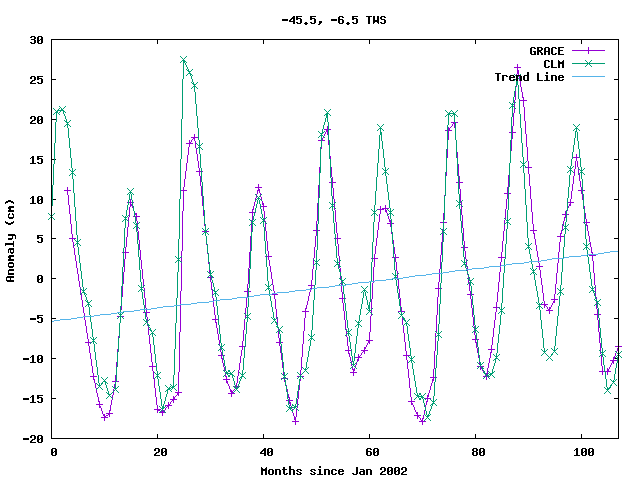 -45.5, -6.5 TWS
GRACE
CLM
Trend Line
Anomaly (cm)
30
25
20
15
10
5
0
-5
-10
-15
-20
0 20 40 60 80 100
Months since Jan 2002